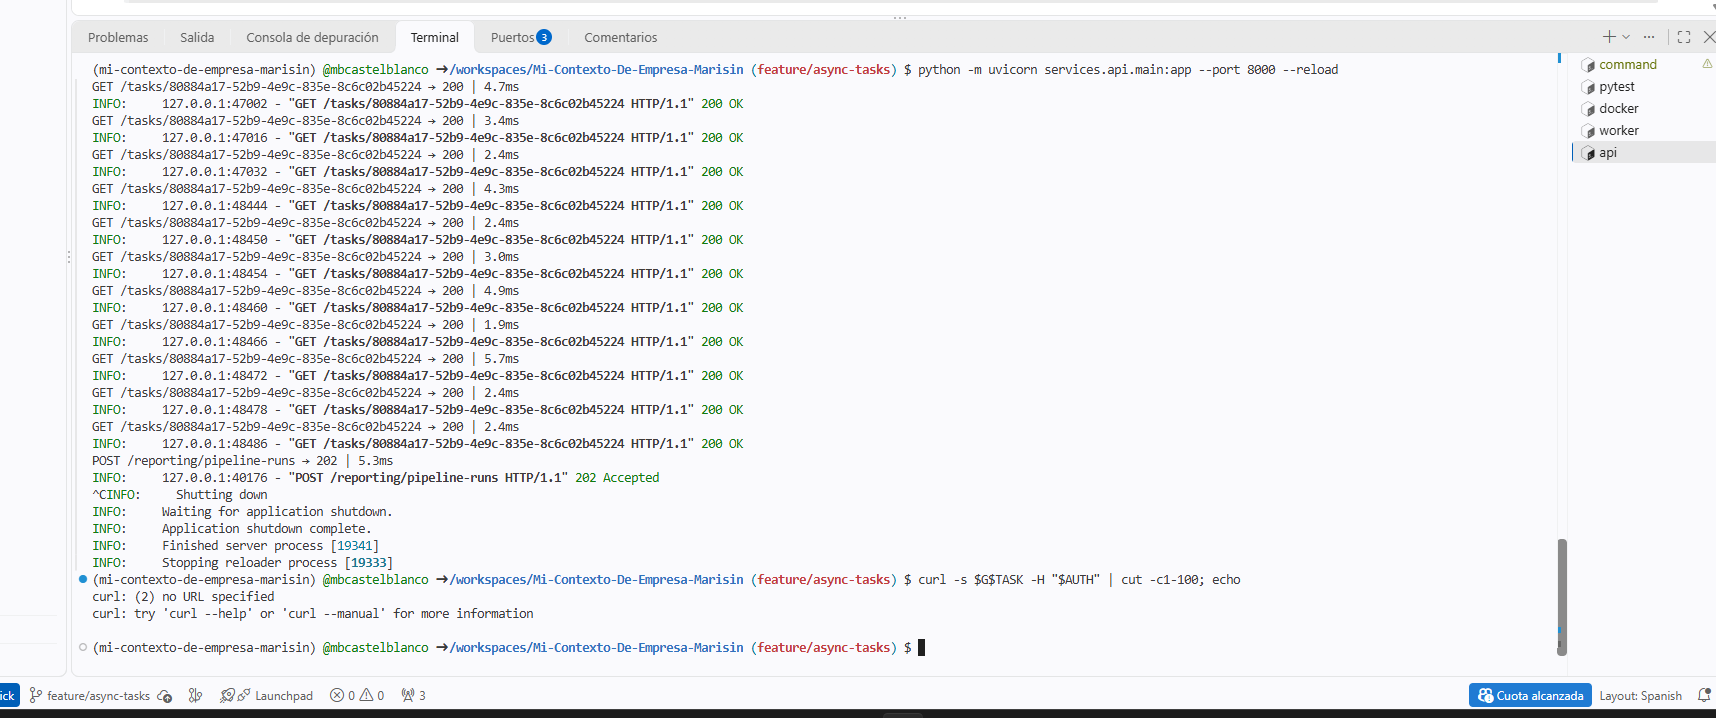 Problemas Salida Consola de depuración Terminal Puertos 3 Comentarios
(mi-contexto-de-empresa-marisin) @mbcastelblanco ➜/workspaces/Mi-Contexto-De-Empresa-Marisin (feature/async-tasks) $ python -m uvicorn services.api.main:app --port 8000 --reload
GET /tasks/80884a17-52b9-4e9c-835e-8c6c02b45224 → 200 | 4.7ms
INFO: 127.0.0.1:47002 - "GET /tasks/80884a17-52b9-4e9c-835e-8c6c02b45224 HTTP/1.1" 200 OK
GET /tasks/80884a17-52b9-4e9c-835e-8c6c02b45224 → 200 | 3.4ms
INFO: 127.0.0.1:47016 - "GET /tasks/80884a17-52b9-4e9c-835e-8c6c02b45224 HTTP/1.1" 200 OK
GET /tasks/80884a17-52b9-4e9c-835e-8c6c02b45224 → 200 | 2.4ms
INFO: 127.0.0.1:47032 - "GET /tasks/80884a17-52b9-4e9c-835e-8c6c02b45224 HTTP/1.1" 200 OK
GET /tasks/80884a17-52b9-4e9c-835e-8c6c02b45224 → 200 | 4.3ms
INFO: 127.0.0.1:48444 - "GET /tasks/80884a17-52b9-4e9c-835e-8c6c02b45224 HTTP/1.1" 200 OK
GET /tasks/80884a17-52b9-4e9c-835e-8c6c02b45224 → 200 | 2.4ms
INFO: 127.0.0.1:48450 - "GET /tasks/80884a17-52b9-4e9c-835e-8c6c02b45224 HTTP/1.1" 200 OK
GET /tasks/80884a17-52b9-4e9c-835e-8c6c02b45224 → 200 | 3.0ms
INFO: 127.0.0.1:48454 - "GET /tasks/80884a17-52b9-4e9c-835e-8c6c02b45224 HTTP/1.1" 200 OK
GET /tasks/80884a17-52b9-4e9c-835e-8c6c02b45224 → 200 | 4.9ms
INFO: 127.0.0.1:48460 - "GET /tasks/80884a17-52b9-4e9c-835e-8c6c02b45224 HTTP/1.1" 200 OK
GET /tasks/80884a17-52b9-4e9c-835e-8c6c02b45224 → 200 | 1.9ms
INFO: 127.0.0.1:48466 - "GET /tasks/80884a17-52b9-4e9c-835e-8c6c02b45224 HTTP/1.1" 200 OK
GET /tasks/80884a17-52b9-4e9c-835e-8c6c02b45224 → 200 | 5.7ms
INFO: 127.0.0.1:48472 - "GET /tasks/80884a17-52b9-4e9c-835e-8c6c02b45224 HTTP/1.1" 200 OK
GET /tasks/80884a17-52b9-4e9c-835e-8c6c02b45224 → 200 | 2.4ms
INFO: 127.0.0.1:48478 - "GET /tasks/80884a17-52b9-4e9c-835e-8c6c02b45224 HTTP/1.1" 200 OK
GET /tasks/80884a17-52b9-4e9c-835e-8c6c02b45224 → 200 | 2.4ms
INFO: 127.0.0.1:48486 - "GET /tasks/80884a17-52b9-4e9c-835e-8c6c02b45224 HTTP/1.1" 200 OK
POST /reporting/pipeline-runs → 202 | 5.3ms
INFO: 127.0.0.1:40176 - "POST /reporting/pipeline-runs HTTP/1.1" 202 Accepted
^CINFO: Shutting down
INFO: Waiting for application shutdown.
INFO: Application shutdown complete.
INFO: Finished server process [19341]
INFO: Stopping reloader process [19333]
(mi-contexto-de-empresa-marisin) @mbcastelblanco ➜/workspaces/Mi-Contexto-De-Empresa-Marisin (feature/async-tasks) $ curl -s $G$TASK -H "$AUTH" | cut -c1-100; echo
curl: (2) no URL specified
curl: try 'curl --help' or 'curl --manual' for more information
(mi-contexto-de-empresa-marisin) @mbcastelblanco ➜/workspaces/Mi-Contexto-De-Empresa-Marisin (feature/async-tasks) $
command
pytest
docker
worker
api
ick feature/async-tasks Launchpad 0 0 3 Cuota alcanzada Layout: Spanish